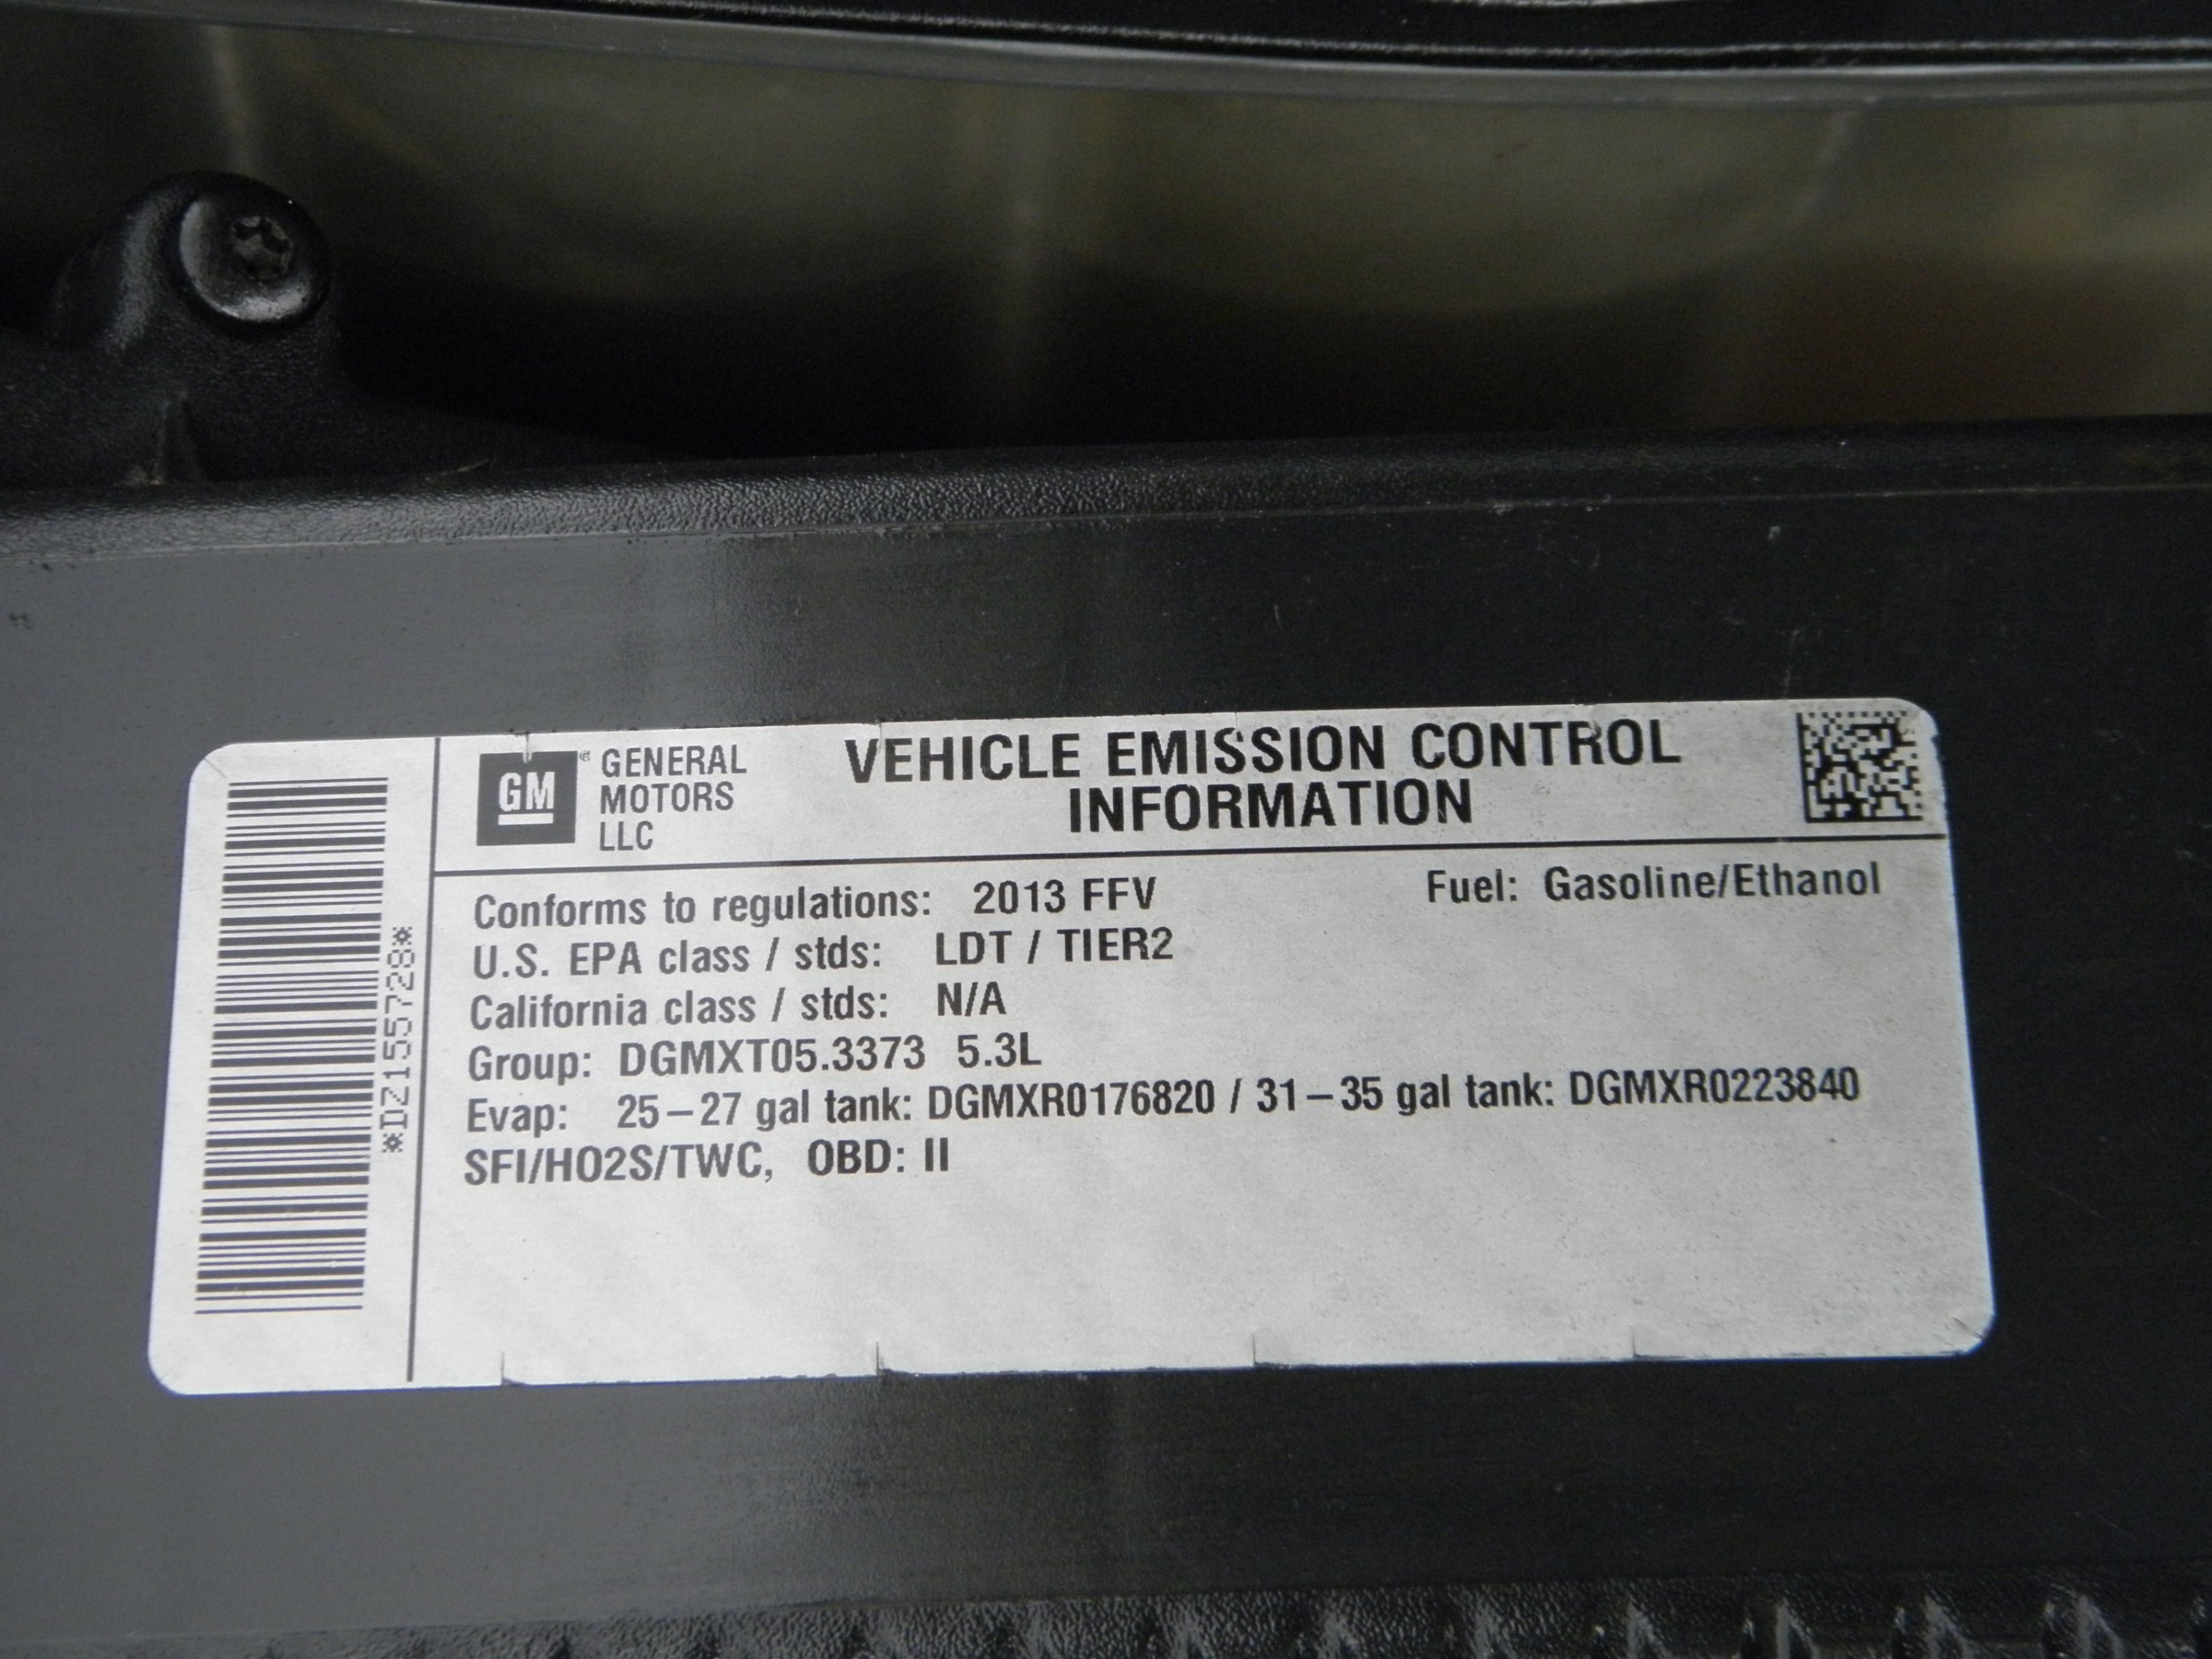 GM
GENERAL
MOTORS
LLC
VEHICLE EMISSION CONTROL
INFORMATION
Conforms to regulations: 2013 FFV
Fuel: Gasoline/Ethanol
U.S. EPA class / stds: LDT / TIER2
California class / stds: N/A
Group: DGMXT05.3373 5.3L
Evap: 25–27 gal tank: DGMXR0176820 / 31–35 gal tank: DGMXR0223840
SFI/HO2S/TWC, OBD: II
*DZ155728*